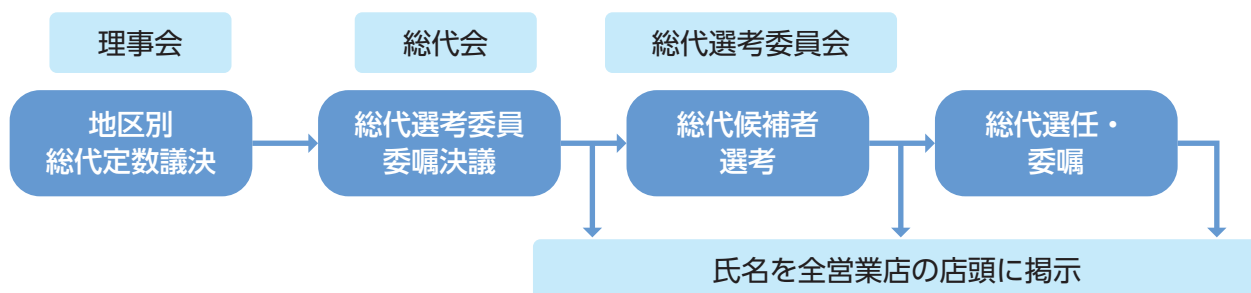 理事会
総代会
総代選考委員会
地区別
総代定数議決
総代選考委員
委嘱決議
総代候補者
選考
総代選任・
委嘱
氏名を全営業店の店頭に掲示